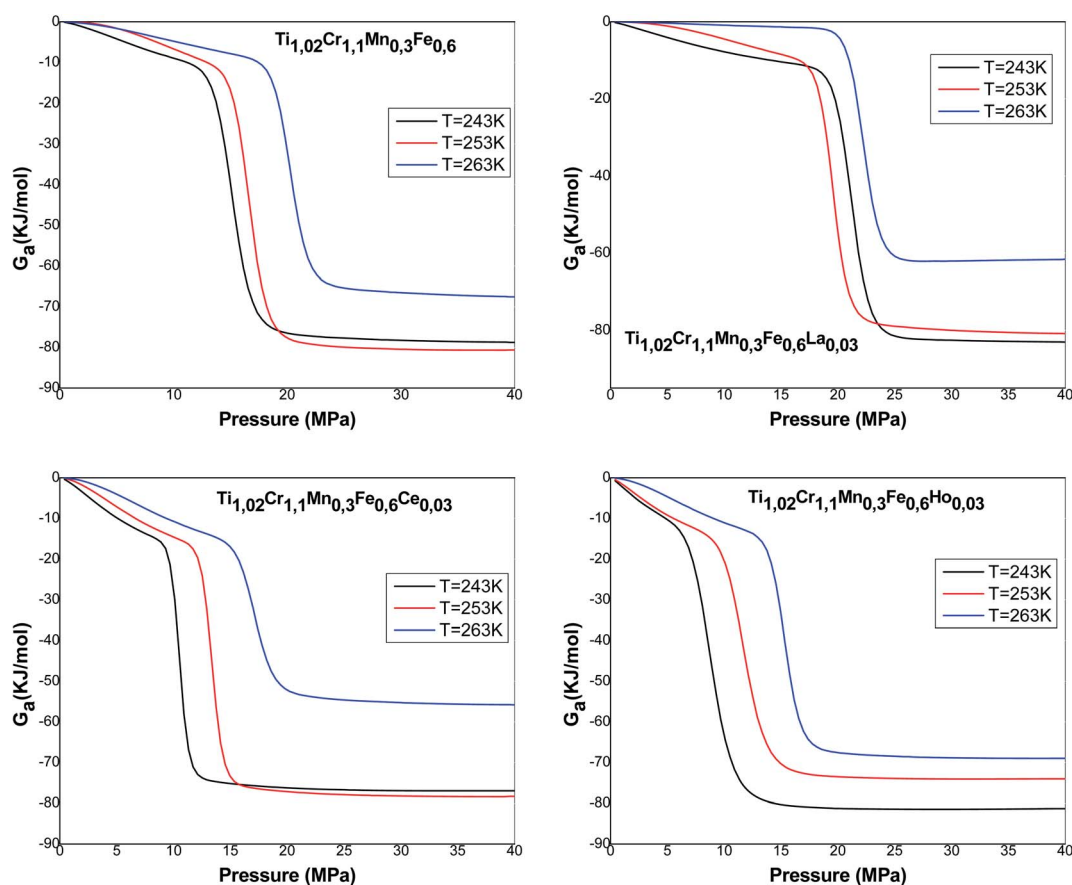 Ti1,02Cr1,1Mn0,3Fe0,6
T=243K
T=253K
T=263K
0
-10
-20
-30
-40
-50
-60
-70
-80
-90
Ga(KJ/mol)
0 5 10 15 20 25 30 35 40
Pressure (MPa)
T=243K
T=253K
T=263K
0
-20
-40
-60
-80
Ga(KJ/mol)
Ti1,02Cr1,1Mn0,3Fe0,6La0,03
0 5 10 15 20 25 30 35 40
Pressure (MPa)
Ti1,02Cr1,1Mn0,3Fe0,6Ce0,03
T=243K
T=253K
T=263K
0
-10
-20
-30
-40
-50
-60
-70
-80
-90
Ga(KJ/mol)
0 5 10 15 20 25 30 35 40
Pressure (MPa)
Ti1,02Cr1,1Mn0,3Fe0,6Ho0,03
T=243K
T=253K
T=263K
0
-10
-20
-30
-40
-50
-60
-70
-80
-90
Ga(KJ/mol)
0 5 10 15 20 25 30 35 40
Pressure (MPa)